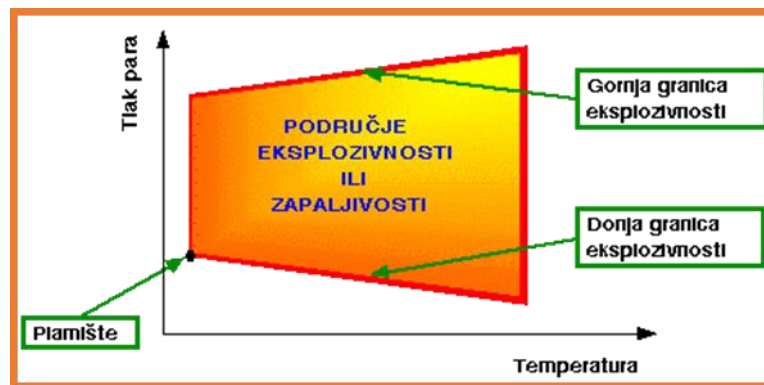 Tlak para
Gornja granica
eksplozivnosti
PODRUČJE
EKSPLOZIVNOSTI
ILI
ZAPALJIVOSTI
Donja granica
eksplozivnosti
Plamište
Temperatura